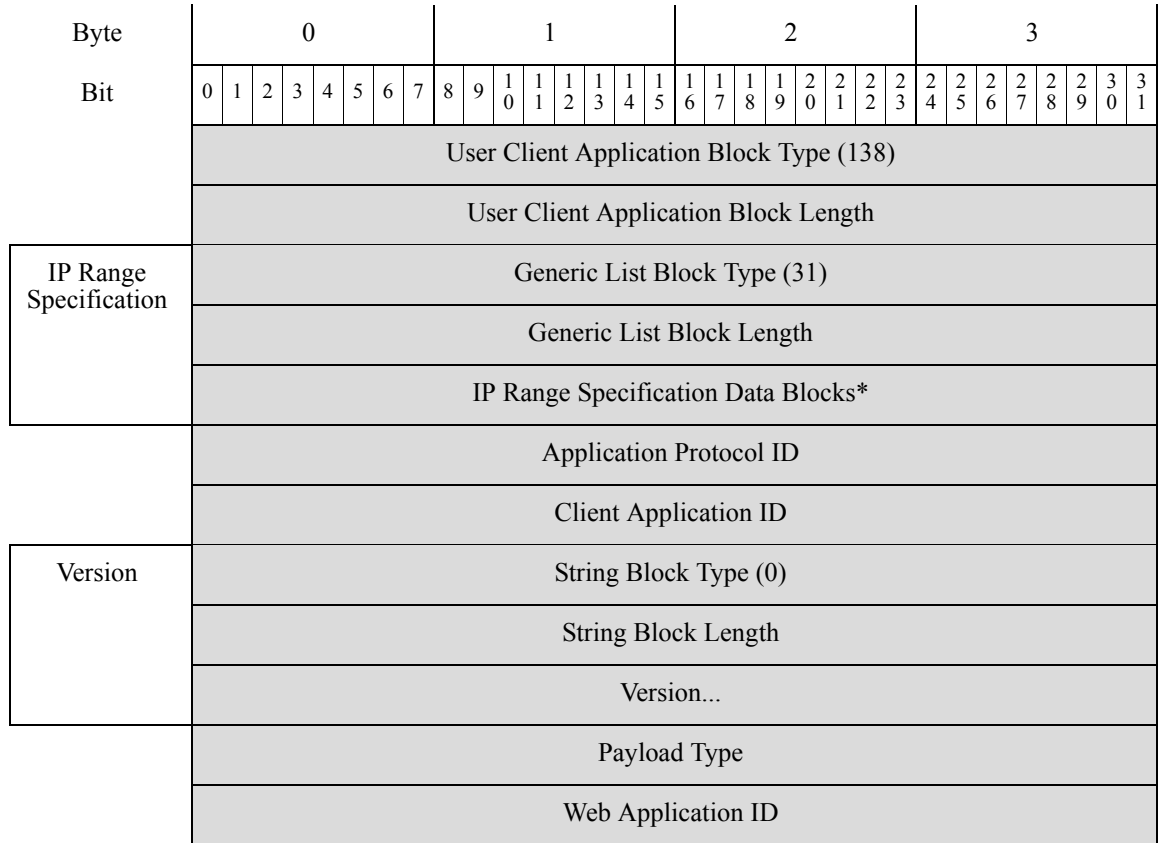 Byte 0 1 2 3
Bit 0 1 2 3 4 5 6 7 8 9 10 11 12 13 14 15 16 17 18 19 20 21 22 23 24 25 26 27 28 29 30 31
User Client Application Block Type (138)
User Client Application Block Length
IP Range
Specification
Generic List Block Type (31)
Generic List Block Length
IP Range Specification Data Blocks*
Application Protocol ID
Client Application ID
Version
String Block Type (0)
String Block Length
Version...
Payload Type
Web Application ID